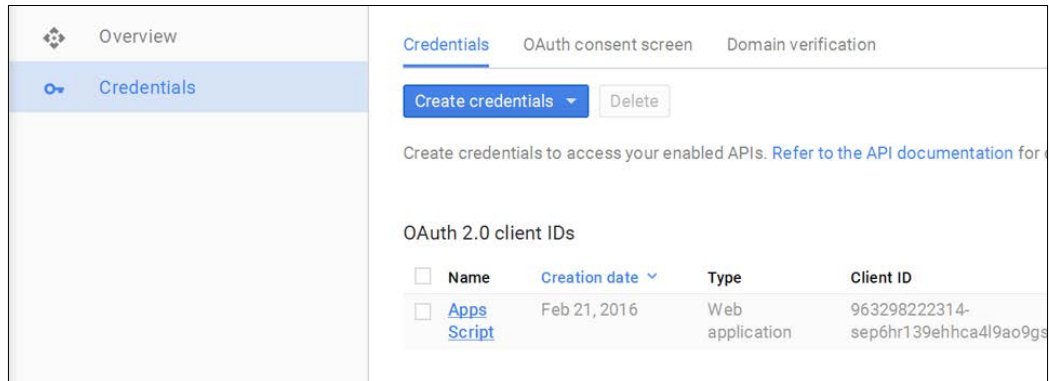 Overview
Credentials
Credentials OAuth consent screen Domain verification
Create credentials Delete
Create credentials to access your enabled APIs. Refer to the API documentation for
OAuth 2.0 client IDs
Name Creation date Type Client ID
Apps Script Feb 21, 2016 Web application 963298222314-sep6hr139ehhca4l9ao9gs